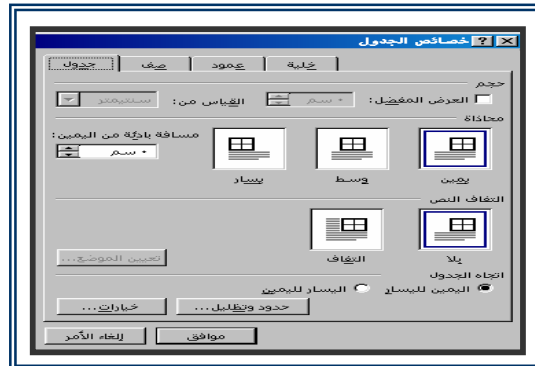 خصائص الجدول
جدول صف عمود خلية
حجم
العرض المفضل: ٠ سم القياس من: سنتيمتر
محاذاة
يمين وسط يسار
مسافة بادئة من اليمين:
٠ سم
التفاف النص
بلا التفاف
تعيين الموضع...
اتجاه الجدول
اليمين لليسار اليسار لليمين
حدود وتظليل... خيارات...
موافق إلغاء الأمر